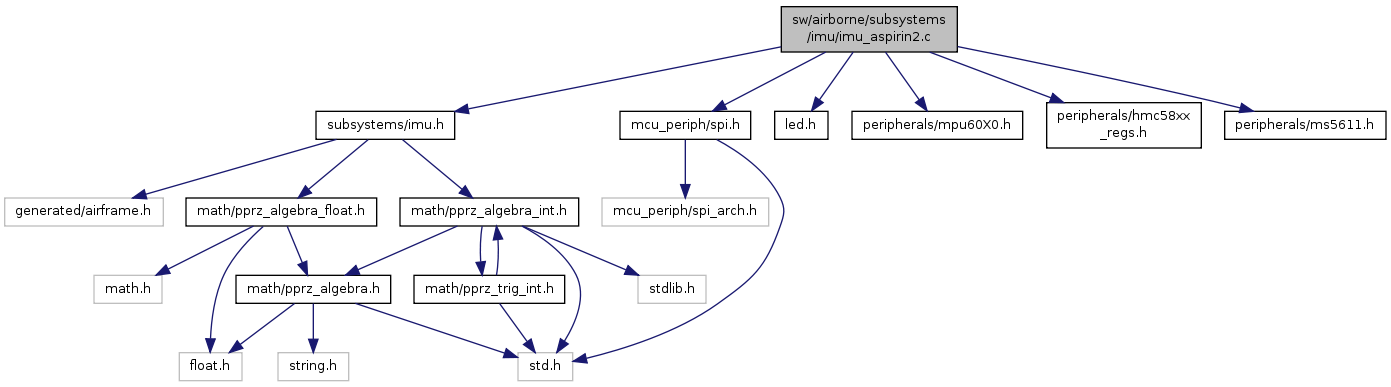 sw/airborne/subsystems
/imu/imu_aspirin2.c
subsystems/imu.h
mcu_periph/spi.h
led.h
peripherals/mpu60X0.h
peripherals/hmc58xx
_regs.h
peripherals/ms5611.h
generated/airframe.h
math/pprz_algebra_float.h
math/pprz_algebra_int.h
mcu_periph/spi_arch.h
math.h
math/pprz_algebra.h
math/pprz_trig_int.h
stdlib.h
float.h
string.h
std.h